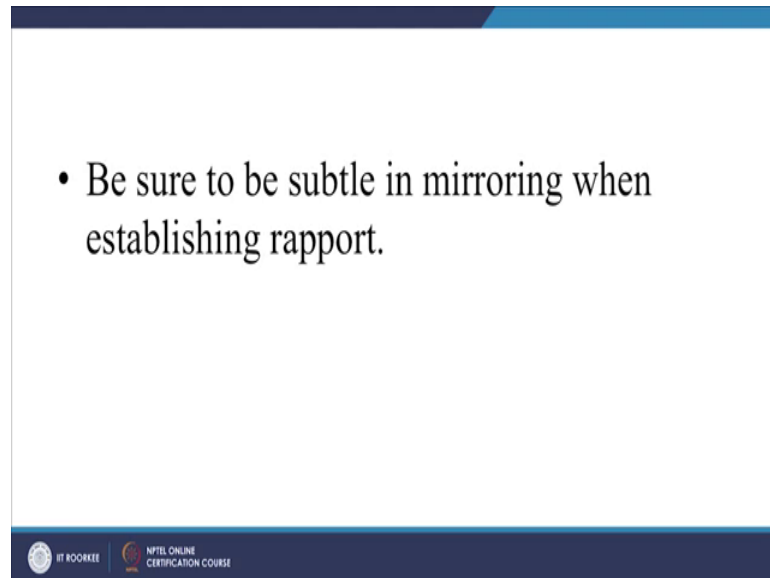 • Be sure to be subtle in mirroring when
establishing rapport.
IIT ROORKEE
NPTEL ONLINE
CERTIFICATION COURSE